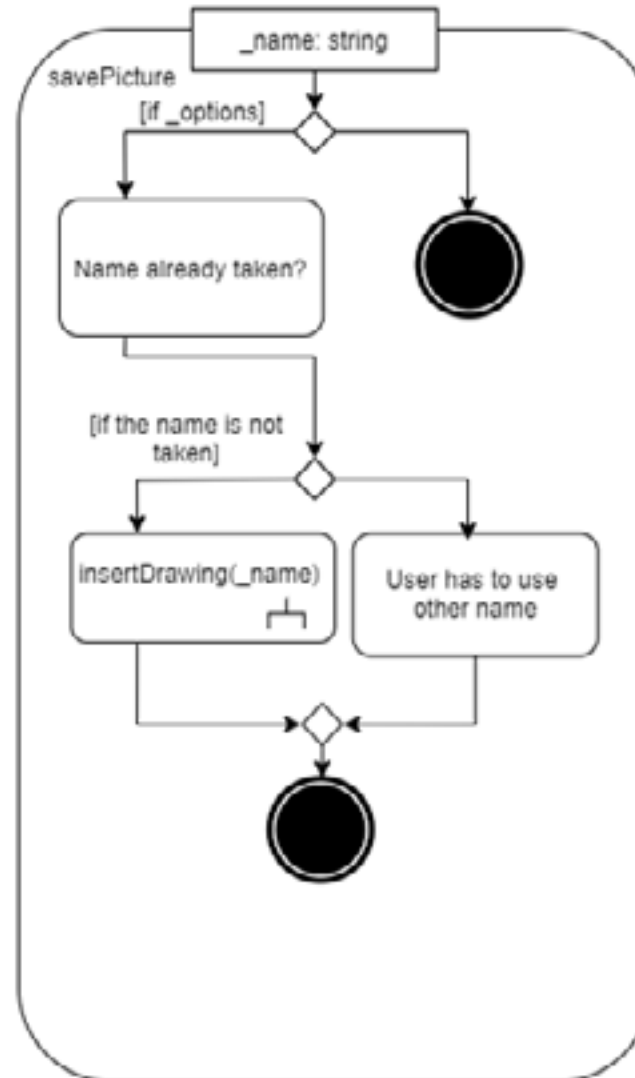 _name: string
savePicture
[if _options]
Name already taken?
[if the name is not
taken]
insertDrawing(_name)
User has to use
other name